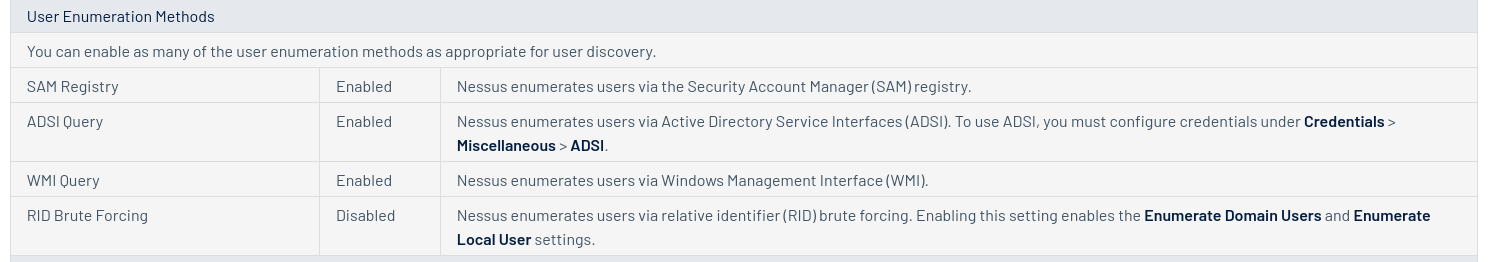 User Enumeration Methods
You can enable as many of the user enumeration methods as appropriate for user discovery.
SAM Registry
Enabled
Nessus enumerates users via the Security Account Manager (SAM) registry.
ADSI Query
Enabled
Nessus enumerates users via Active Directory Service Interfaces (ADSI). To use ADSI, you must configure credentials under Credentials >
Miscellaneous > ADSI.
WMI Query
Enabled
Nessus enumerates users via Windows Management Interface (WMI).
RID Brute Forcing
Disabled
Nessus enumerates users via relative identifier (RID) brute forcing. Enabling this setting enables the Enumerate Domain Users and Enumerate
Local User settings.